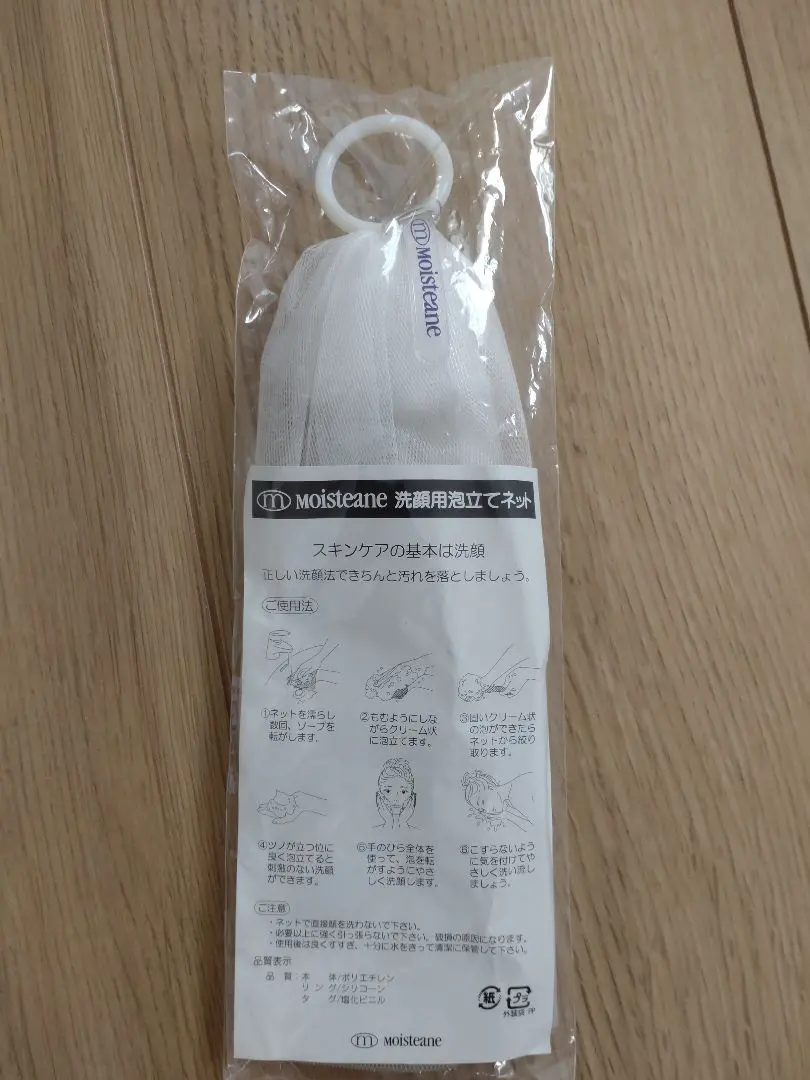 m Moisteane
m Moisteane 洗顔用泡立てネット
スキンケアの基本は洗顔
正しい洗顔法できちんと汚れを落としましょう。
ご使用法
①ネットを濡らし
数回、ソープを
転がします。
②もむようにしな
がらクリーム状
に泡立てます。
③固いクリーム状
の泡ができたら
ネットから絞り
取ります。
④ツノが立つ位に
良く泡立てると
刺激のない洗顔
ができます。
⑤手のひら全体を
使って、泡を転
がすようにやさ
しく洗顔します。
⑥こすらないよう
に気を付けてや
さしく洗い流し
ましょう。
ご注意
・ネットで直接顔を洗わないで下さい。
・必要以上に強く引っ張らないで下さい。破損の原因になります。
・使用後は良くすすぎ、十分に水をきって清潔に保管して下さい。
品質表示
品 質：本 体/ポリエチレン
リ ン グ/シリコーン
タ グ/塩化ビニル
紙 プラ
外装袋:PP
m Moisteane